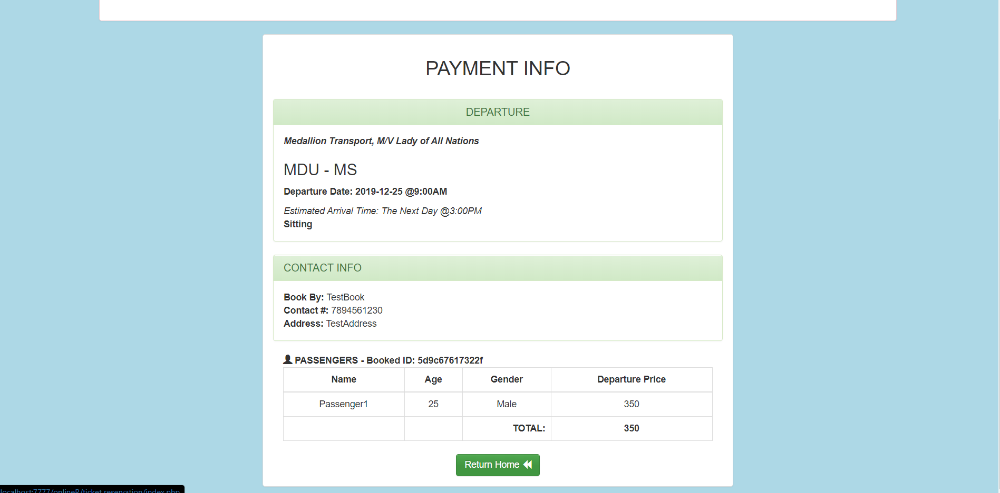 PAYMENT INFO
DEPARTURE
Medallion Transport, M/V Lady of All Nations
MDU - MS
Departure Date: 2019-12-25 @9:00AM
Estimated Arrival Time: The Next Day @3:00PM
Sitting
CONTACT INFO
Book By: TestBook
Contact #: 7894561230
Address: TestAddress
PASSENGERS - Booked ID: 5d9c67617322f
Name Age Gender Departure Price
Passenger1 25 Male 350
TOTAL: 350
Return Home
localhost:7777/onlineR/ticket reservation/index.php